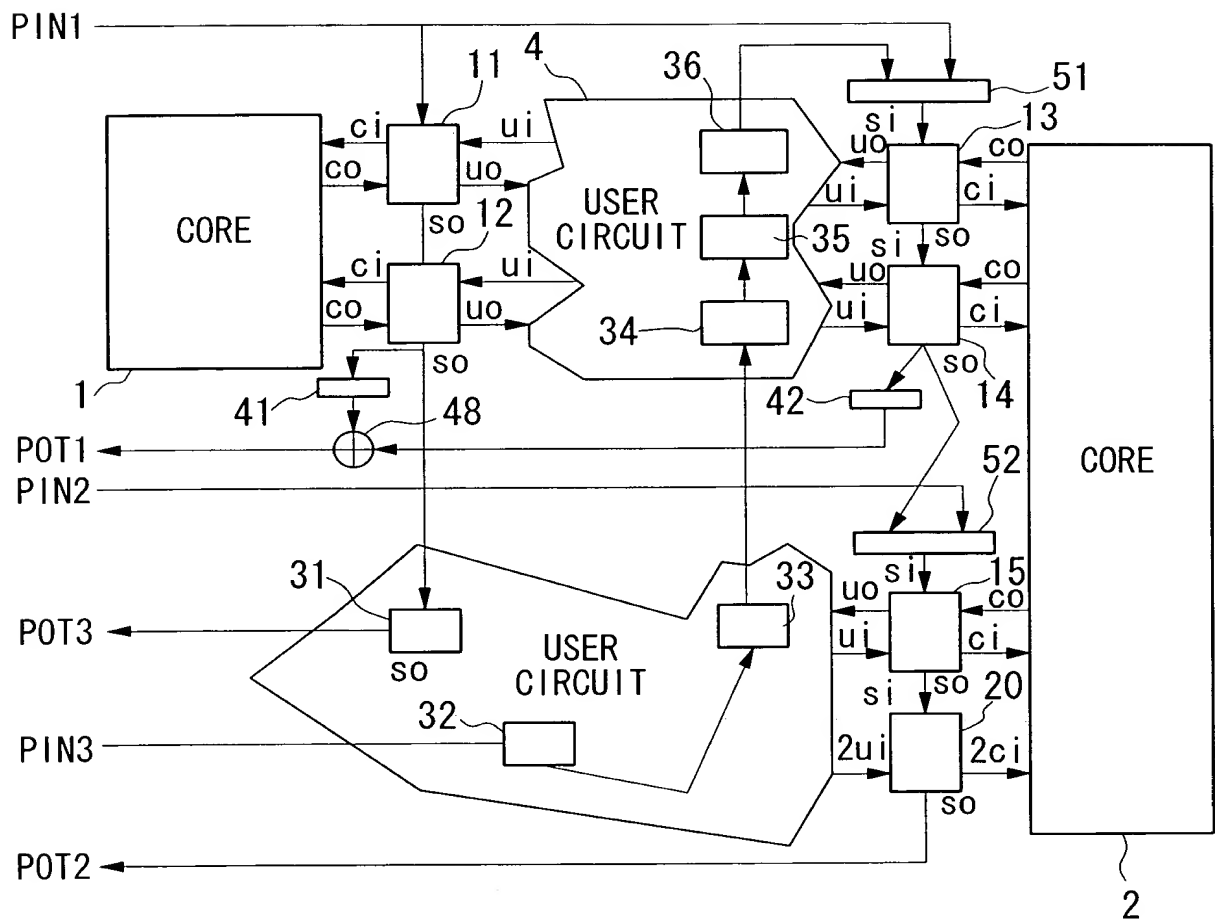 PIN1
4
36
51
11
si
13
ci
ui
uo
co
co
uo
ui
ci
CORE
so
12
USER
CIRCUIT
35
si
so
ci
ui
uo
co
34
co
uo
ui
ci
so
so
1
41
48
42
14
POT1
CORE
PIN2
52
si
15
31
33
uo
co
POT3
USER
CIRCUIT
ui
ci
so
si
so
20
32
PIN3
2ui
2ci
so
POT2
2